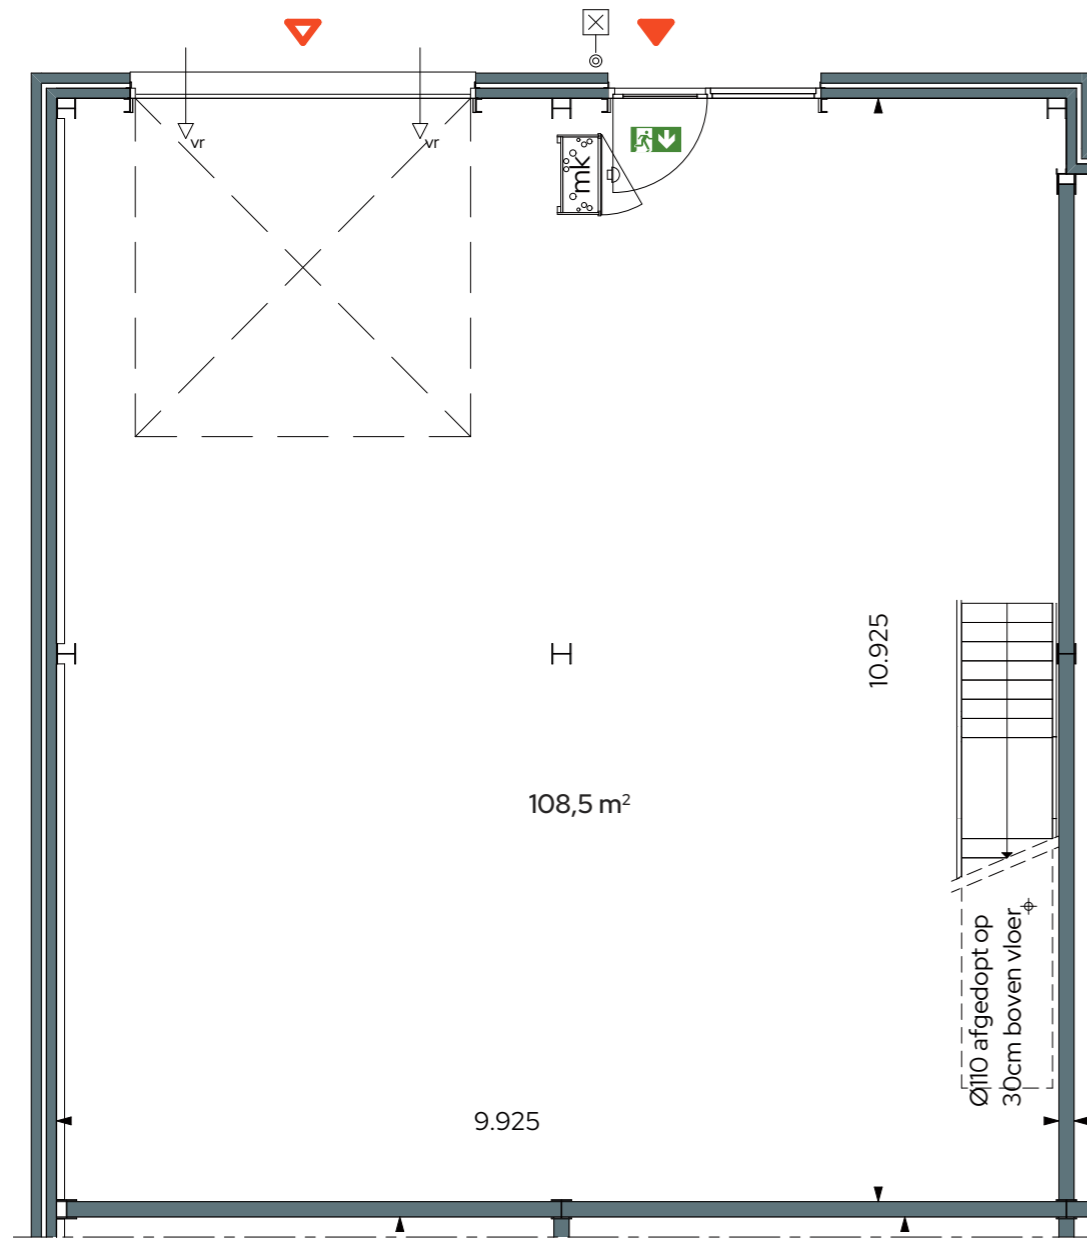 vr
vr
mk
10.925
108,5 m²
Ø110 afgedopt op
30cm boven vloer
9.925